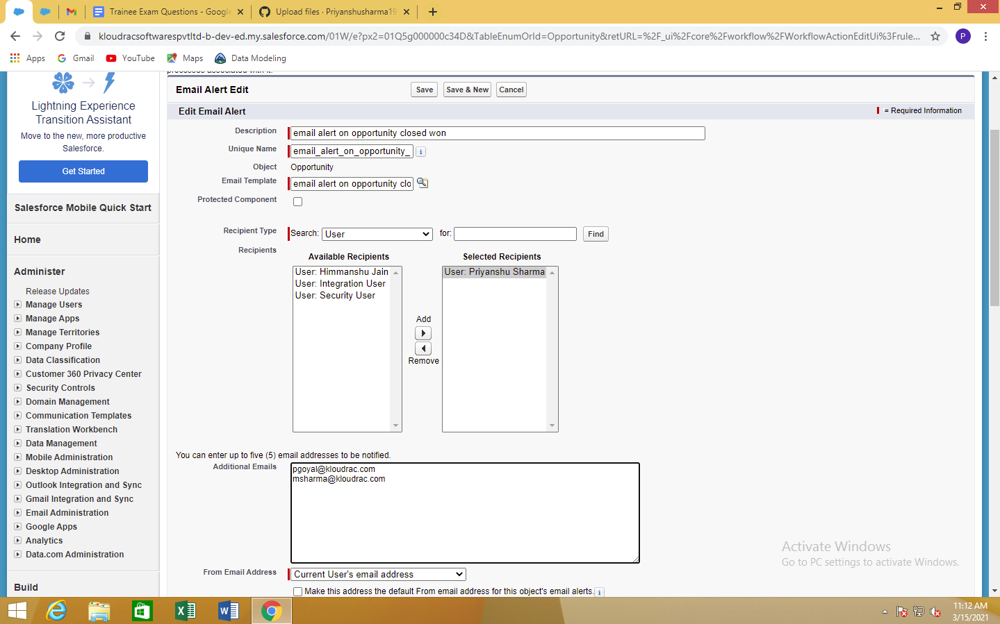 Trainee Exam Questions - Google
Upload files · Priyanshusharma19
kloudracsoftwarespvtltd-b-dev-ed.my.salesforce.com/01W/e?px2=01Q5g000000c34D&TableEnumOrId=Opportunity&retURL=%2F_ui%2Fcore%2Fworkflow%2FWorkflowActionEditUi%3Frule...
P
Apps
Gmail
YouTube
Maps
Data Modeling
processes associated with it.
Lightning Experience
Transition Assistant
Move to the new, more productive
Salesforce.
Get Started
Salesforce Mobile Quick Start
Home
Administer
Release Updates
Manage Users
Manage Apps
Manage Territories
Company Profile
Data Classification
Customer 360 Privacy Center
Security Controls
Domain Management
Communication Templates
Translation Workbench
Data Management
Mobile Administration
Desktop Administration
Outlook Integration and Sync
Gmail Integration and Sync
Email Administration
Google Apps
Analytics
Data.com Administration
Build
Email Alert Edit
Save
Save & New
Cancel
Edit Email Alert
= Required Information
Description
email alert on opportunity closed won
Unique Name
email_alert_on_opportunity_
i
Object
Opportunity
Email Template
email alert on opportunity clo
Protected Component
Recipient Type
Search: User
for:
Find
Recipients
Available Recipients
User: Himmanshu Jain
User: Integration User
User: Security User
Add
Remove
Selected Recipients
User: Priyanshu Sharma
You can enter up to five (5) email addresses to be notified.
Additional Emails
pgoyal@kloudrac.com
msharma@kloudrac.com
From Email Address
Current User's email address
Make this address the default From email address for this object's email alerts.
i
Activate Windows
Go to PC settings to activate Windows.
11:12 AM
3/15/2021